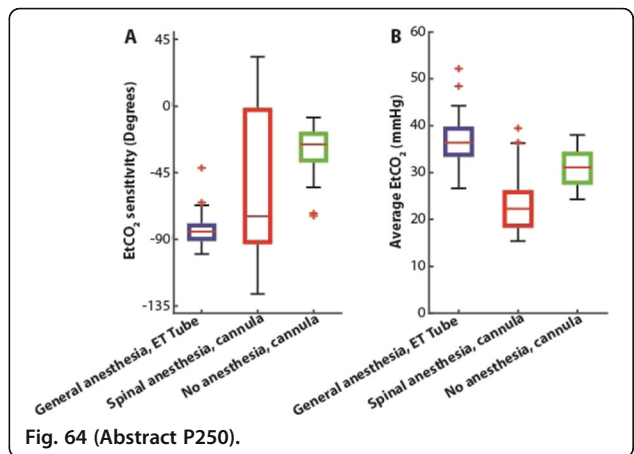 A
45
0
-45
-90
-135
EtCO₂ sensitivity (Degrees)
General anesthesia, ET Tube
Spinal anesthesia, cannula
No anesthesia, cannula
B
60
50
40
30
20
10
0
Average EtCO₂ (mmHg)
General anesthesia, ET Tube
Spinal anesthesia, cannula
No anesthesia, cannula
Fig. 64 (Abstract P250).